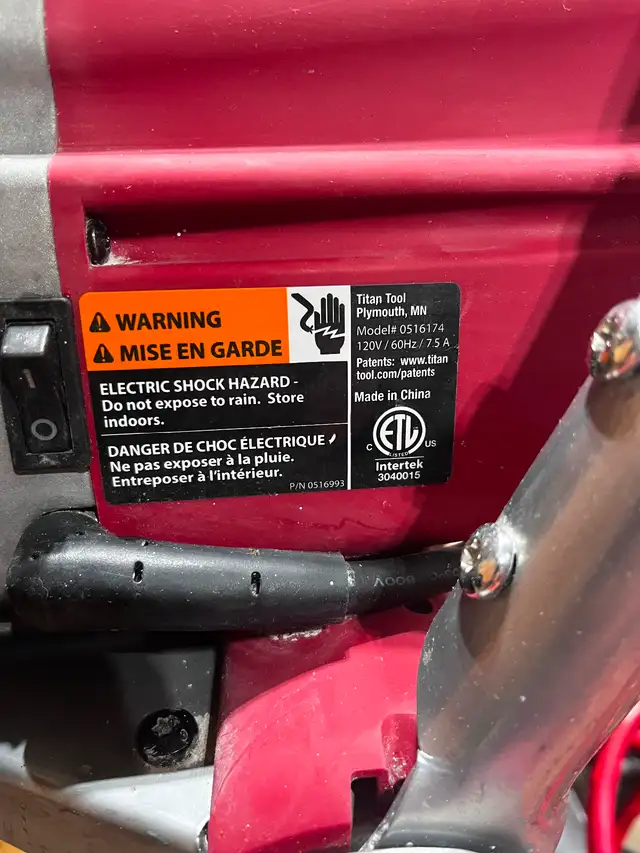 WARNING
MISE EN GARDE
ELECTRIC SHOCK HAZARD -
Do not expose to rain. Store
indoors.
DANGER DE CHOC ÉLECTRIQUE
Ne pas exposer à la pluie.
Entreposer à l'intérieur.
P/N 0516993
Titan Tool
Plymouth, MN
Model# 0516174
120V / 60Hz / 7.5 A
Patents: www.titan
tool.com/patents
Made in China
C ETL US
LISTED
Intertek
3040015
600V